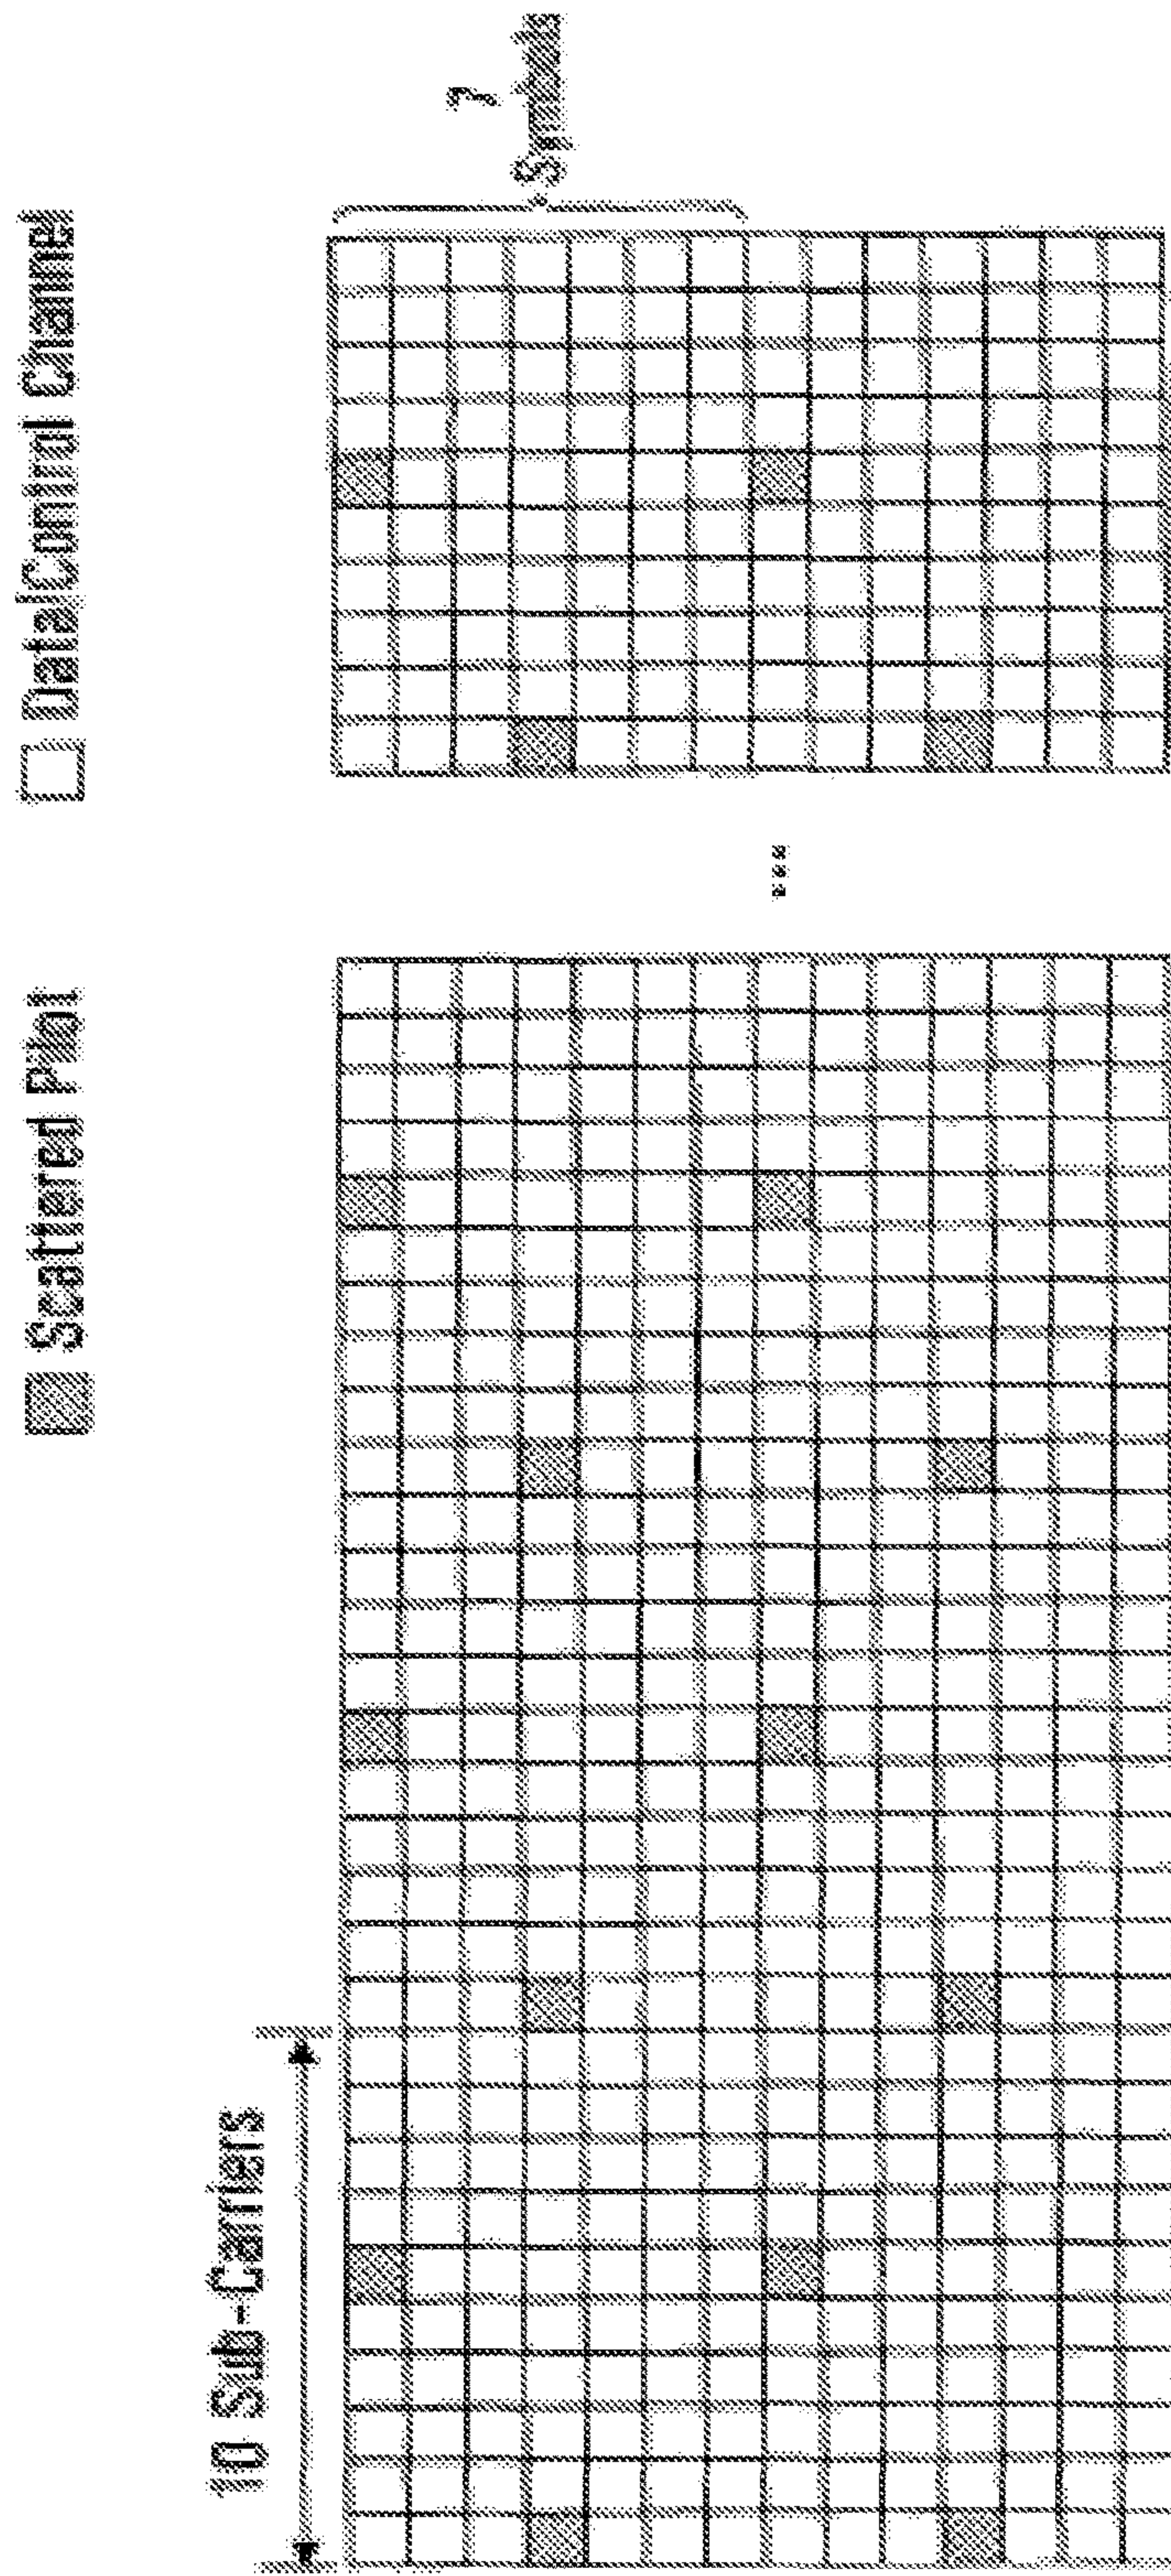 Scattered Pilot
Data/Control Channel
10 Sub-Carriers
7
Symbols
...